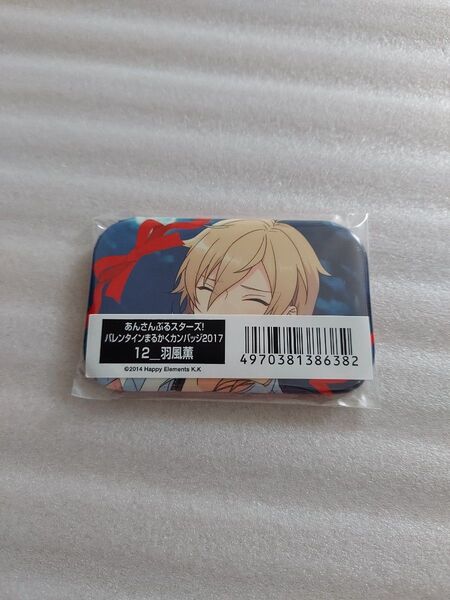 あんさんぶるスターズ!
バレンタインまるかくカンバッジ2017
12__羽風薫
©2014 Happy Elements K.K
4970381386382